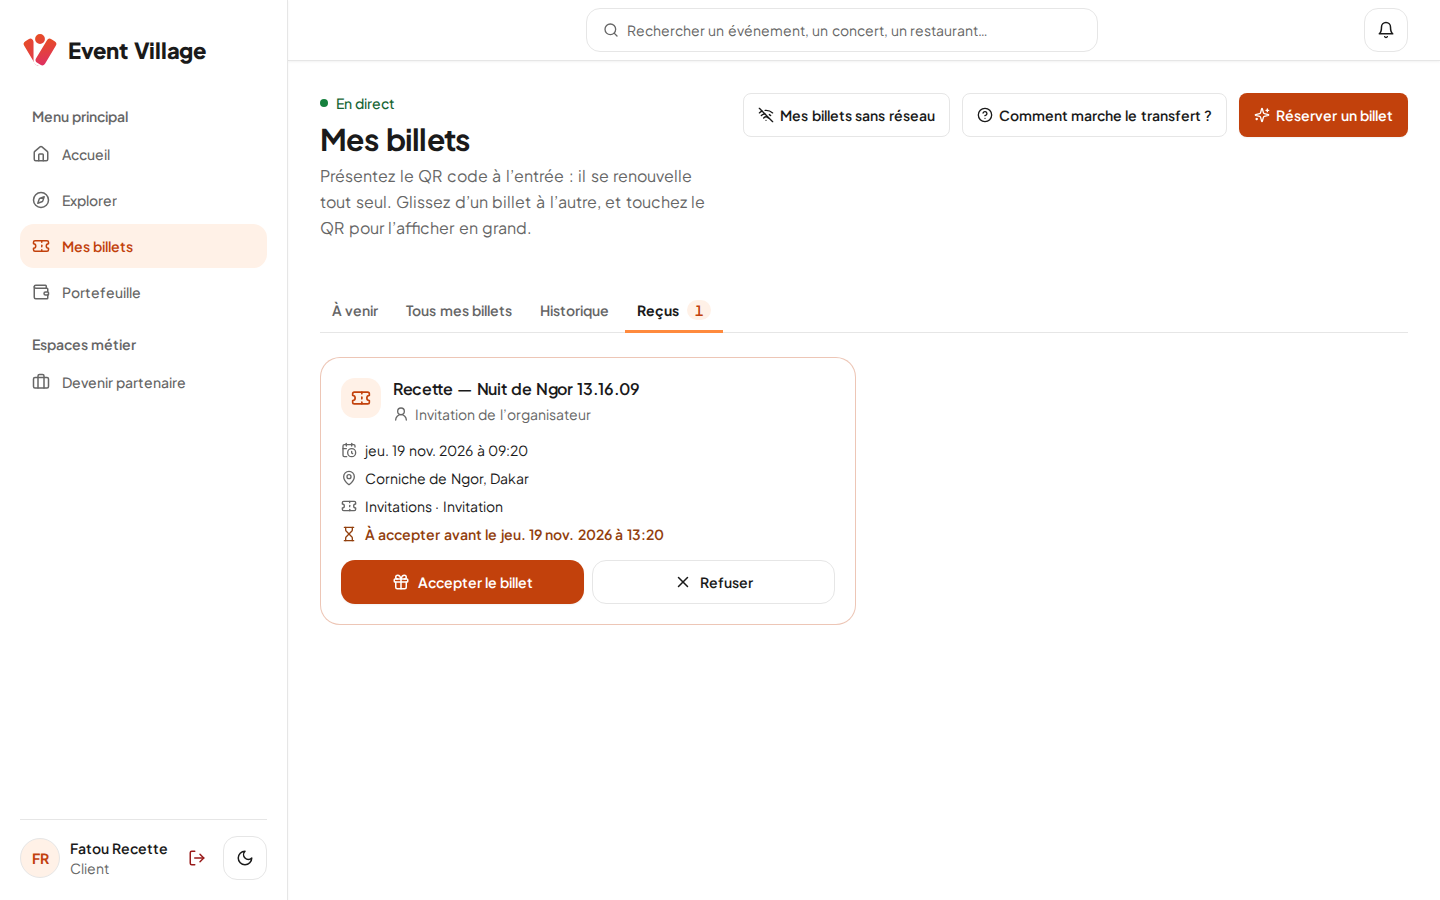 Event Village
Rechercher un événement, un concert, un restaurant...
Menu principal
Accueil
Explorer
Mes billets
Portefeuille
Espaces métier
Devenir partenaire
FR
Fatou Recette
Client
En direct
Mes billets
Présentez le QR code à l’entrée : il se renouvelle
tout seul. Glissez d’un billet à l’autre, et touchez le
QR pour l’afficher en grand.
Mes billets sans réseau
Comment marche le transfert ?
Réserver un billet
À venir
Tous mes billets
Historique
Reçus 1
Recette — Nuit de Ngor 13.16.09
Invitation de l’organisateur
jeu. 19 nov. 2026 à 09:20
Corniche de Ngor, Dakar
Invitations · Invitation
À accepter avant le jeu. 19 nov. 2026 à 13:20
Accepter le billet
Refuser